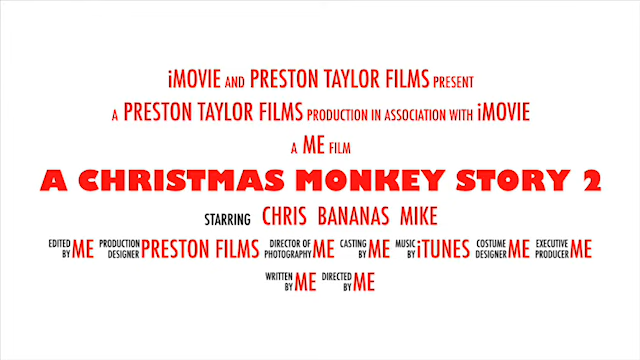 iMOVIE AND PRESTON TAYLOR FILMS PRESENT
A PRESTON TAYLOR FILMS PRODUCTION IN ASSOCIATION WITH iMOVIE
A ME FILM
A CHRISTMAS MONKEY STORY 2
STARRING CHRIS BANANAS MIKE
EDITED BY ME PRODUCTION DESIGNER PRESTON FILMS DIRECTOR OF PHOTOGRAPHY ME CASTING BY ME MUSIC BY iTUNES COSTUME DESIGNER ME EXECUTIVE PRODUCER ME
WRITTEN BY ME DIRECTED BY ME